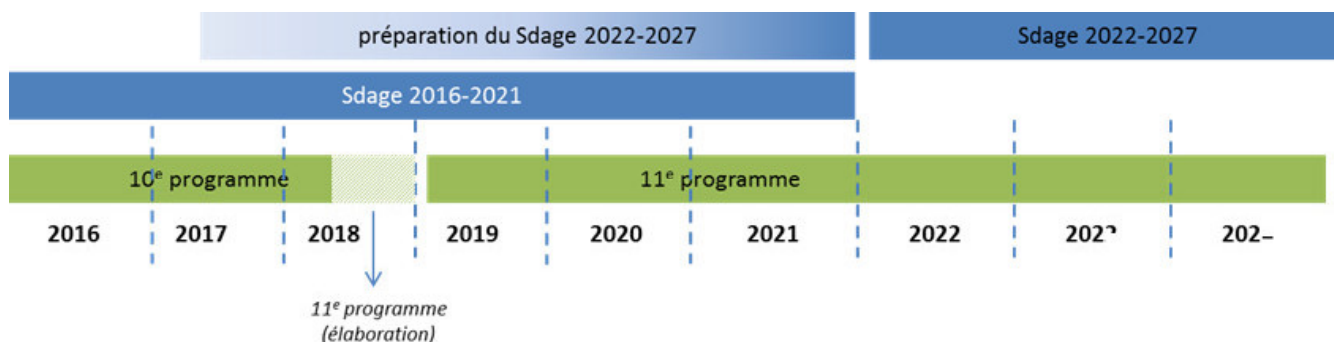 préparation du Sdage 2022-2027
Sdage 2022-2027
Sdage 2016-2021
10e programme
11e programme
2016
2017
2018
2019
2020
2021
2022
11e programme
(élaboration)